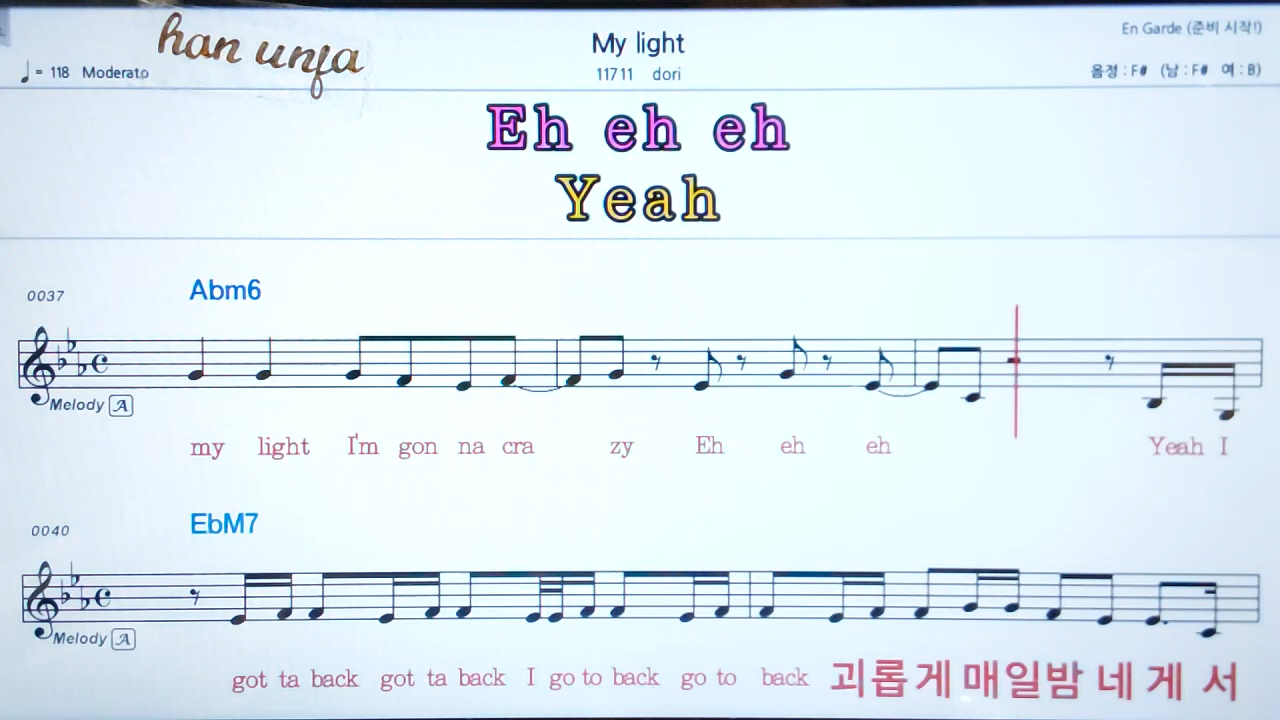 han unfa
My light
En Garde (준비 시작!)
♩= 118 Moderato
11711 dori
음정 : F# (남 : F# 여 : B)
Eh eh eh
Yeah
0037
Abm6
Melody A
my light I'm gon na cra zy Eh eh eh Yeah I
0040
EbM7
Melody A
got ta back got ta back I go to back go to back 괴롭게 매일밤 네 게 서